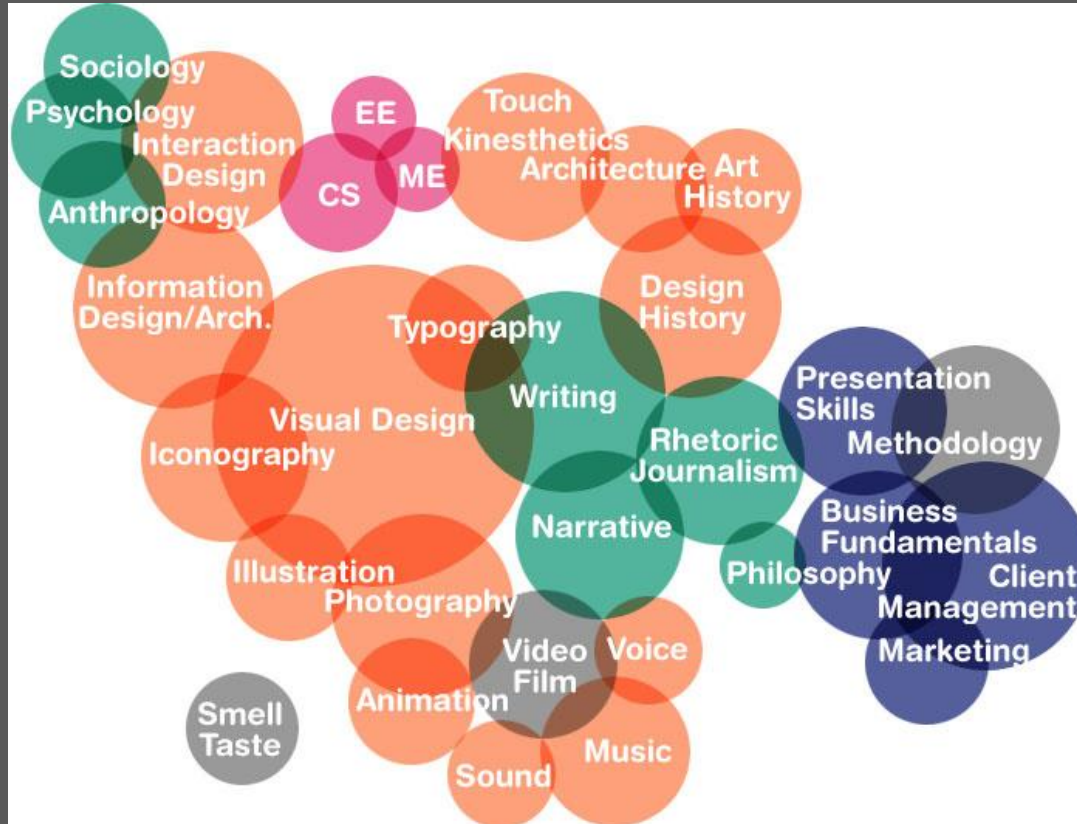 Sociology
Psychology
Interaction
Design
Anthropology
EE
CS
ME
Touch
Kinesthetics
Architecture
Art
History
Information
Design/Arch.
Typography
Design
History
Visual Design
Writing
Iconography
Rhetoric
Journalism
Presentation
Skills
Methodology
Narrative
Business
Fundamentals
Philosophy
Client
Management
Illustration
Photography
Video
Film
Voice
Marketing
Animation
Smell
Taste
Sound
Music